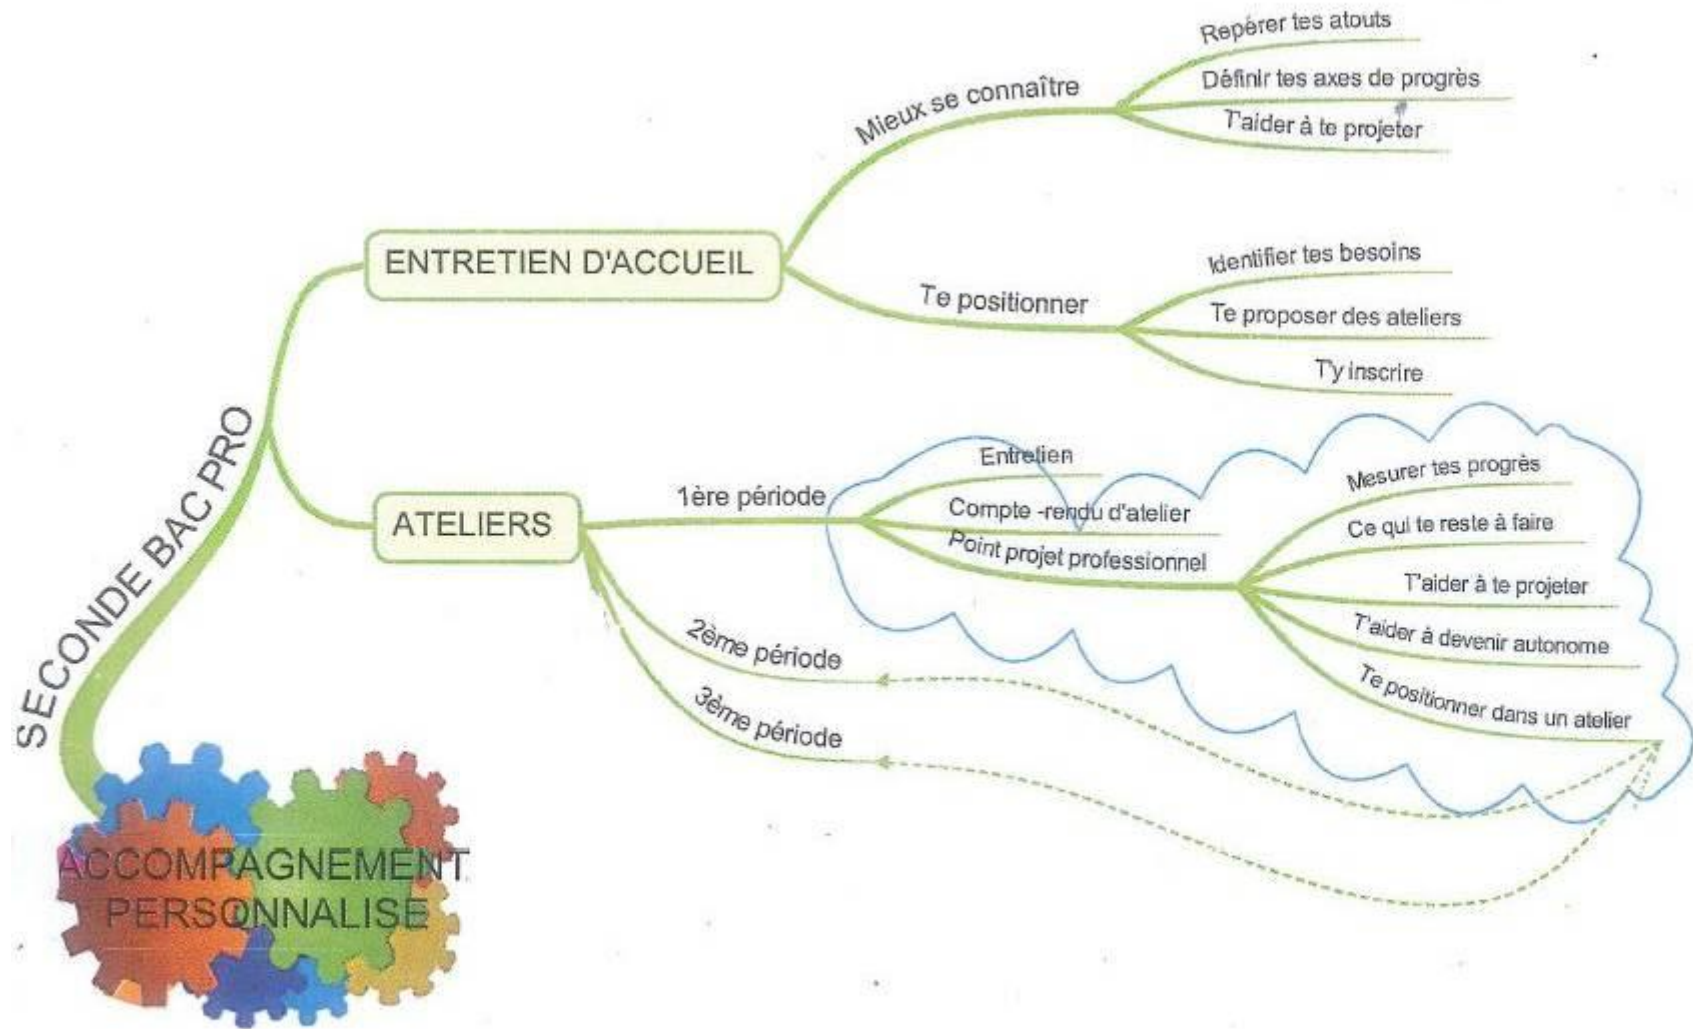 Repérer tes atouts
Définir tes axes de progrès
T'aider à te projeter
Mieux se connaître
ENTRETIEN D'ACCUEIL
Te positionner
Identifier tes besoins
Te proposer des ateliers
T'y inscrire
SECONDE BAC PRO
ATELIERS
1ère période
Entretien
Compte -rendu d'atelier
Point projet professionnel
Mesurer tes progrès
Ce qui te reste à faire
T'aider à te projeter
T'aider à devenir autonome
Te positionner dans un atelier
2ème période
3ème période
ACCOMPAGNEMENT
PERSONNALISE